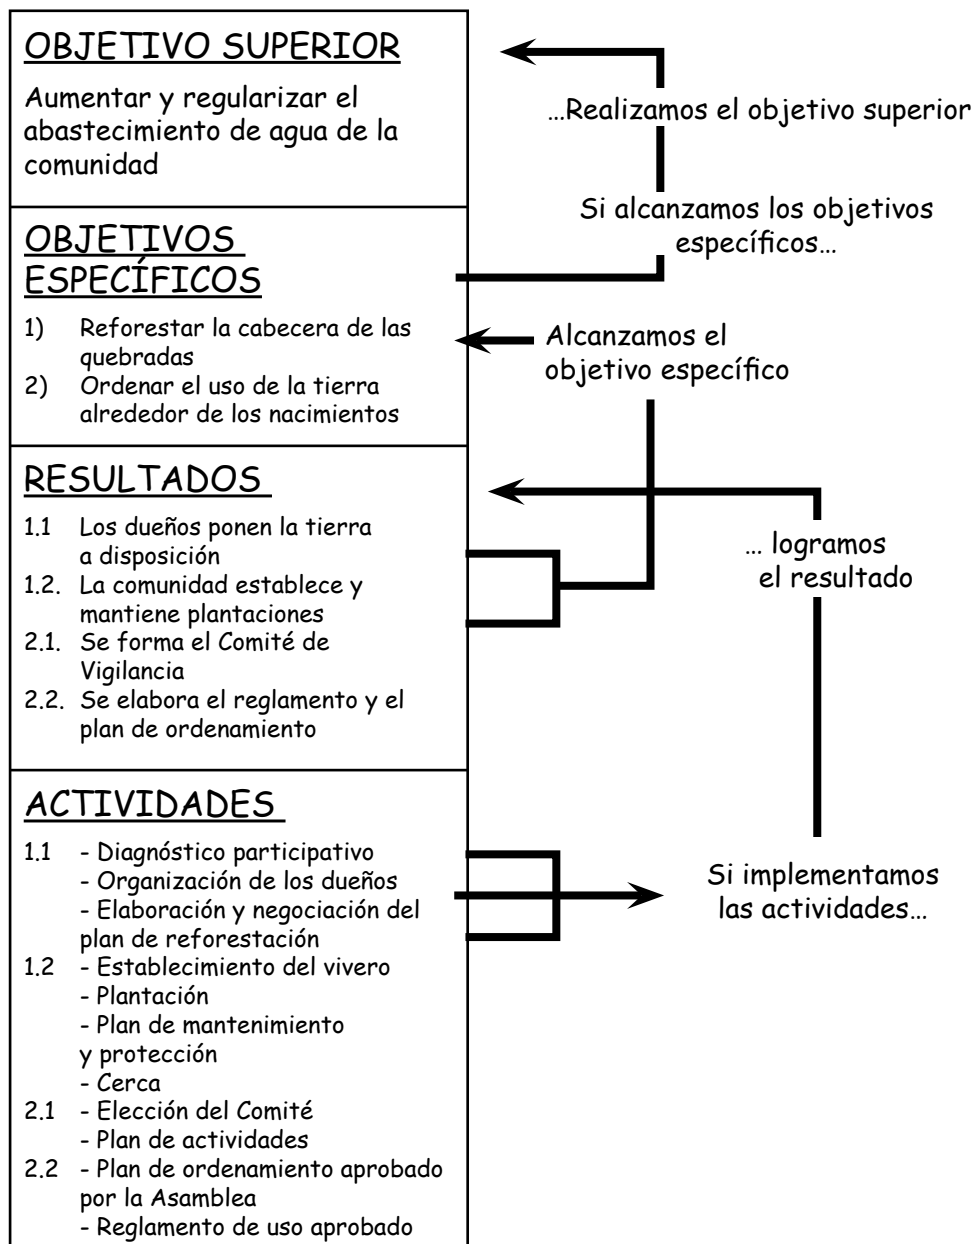 OBJETIVO SUPERIOR
Aumentar y regularizar el
abastecimiento de agua de la
comunidad
...Realizamos el objetivo superior
Si alcanzamos los objetivos
específicos...
OBJETIVOS
ESPECÍFICOS
1) Reforestar la cabecera de las
quebradas
2) Ordenar el uso de la tierra
alrededor de los nacimientos
Alcanzamos el
objetivo específico
RESULTADOS
1.1 Los dueños ponen la tierra
a disposición
1.2. La comunidad establece y
mantiene plantaciones
2.1. Se forma el Comité de
Vigilancia
2.2. Se elabora el reglamento y el
plan de ordenamiento
... logramos
el resultado
ACTIVIDADES
1.1 - Diagnóstico participativo
- Organización de los dueños
- Elaboración y negociación del
plan de reforestación
1.2 - Establecimiento del vivero
- Plantación
- Plan de mantenimiento
y protección
- Cerca
2.1 - Elección del Comité
- Plan de actividades
2.2 - Plan de ordenamiento aprobado
por la Asamblea
- Reglamento de uso aprobado
Si implementamos
las actividades...